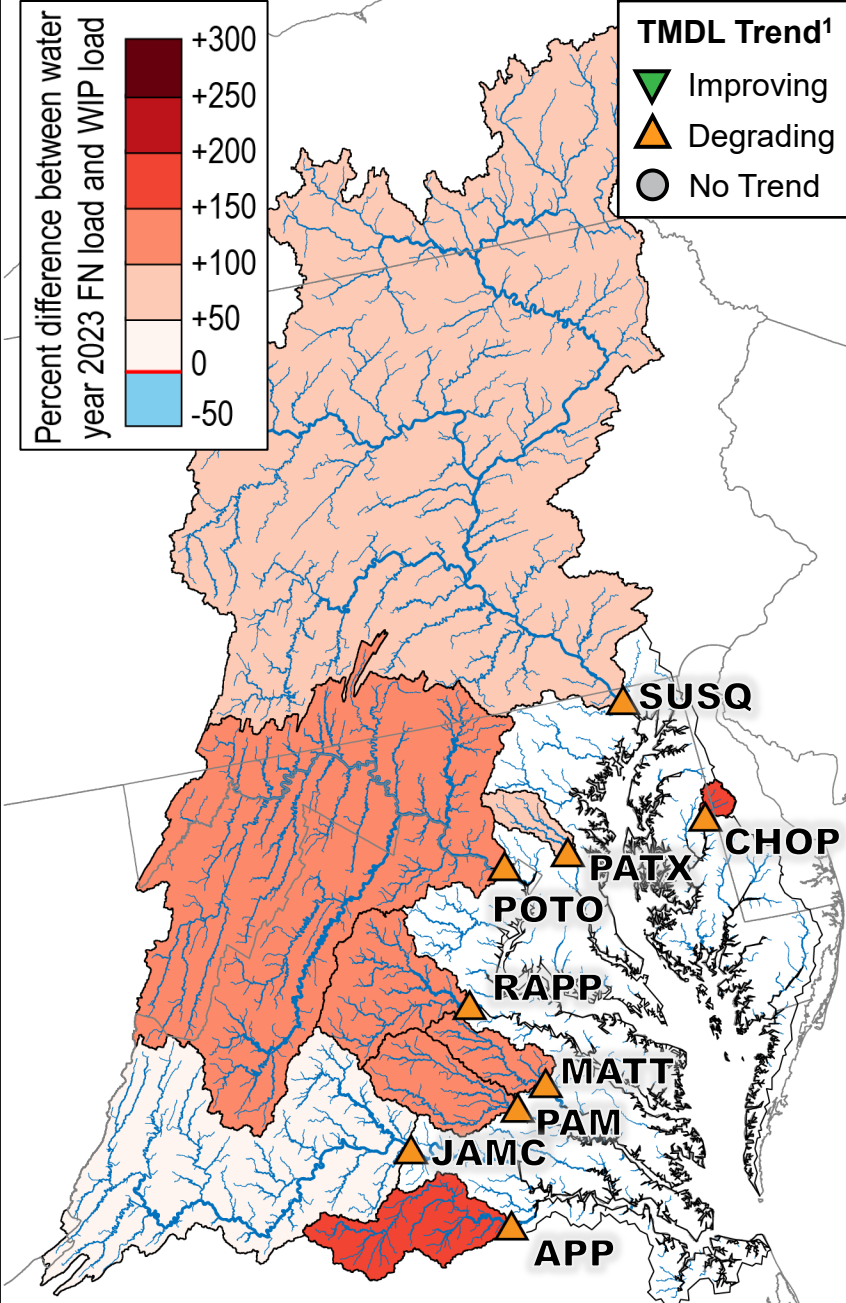 Percent difference between water
year 2023 FN load and WIP load
+300
+250
+200
+150
+100
+50
0
-50
TMDL Trend¹
Improving
Degrading
No Trend
SUSQ
CHOP
PATX
POTO
RAPP
MATT
PAM
JAMC
APP